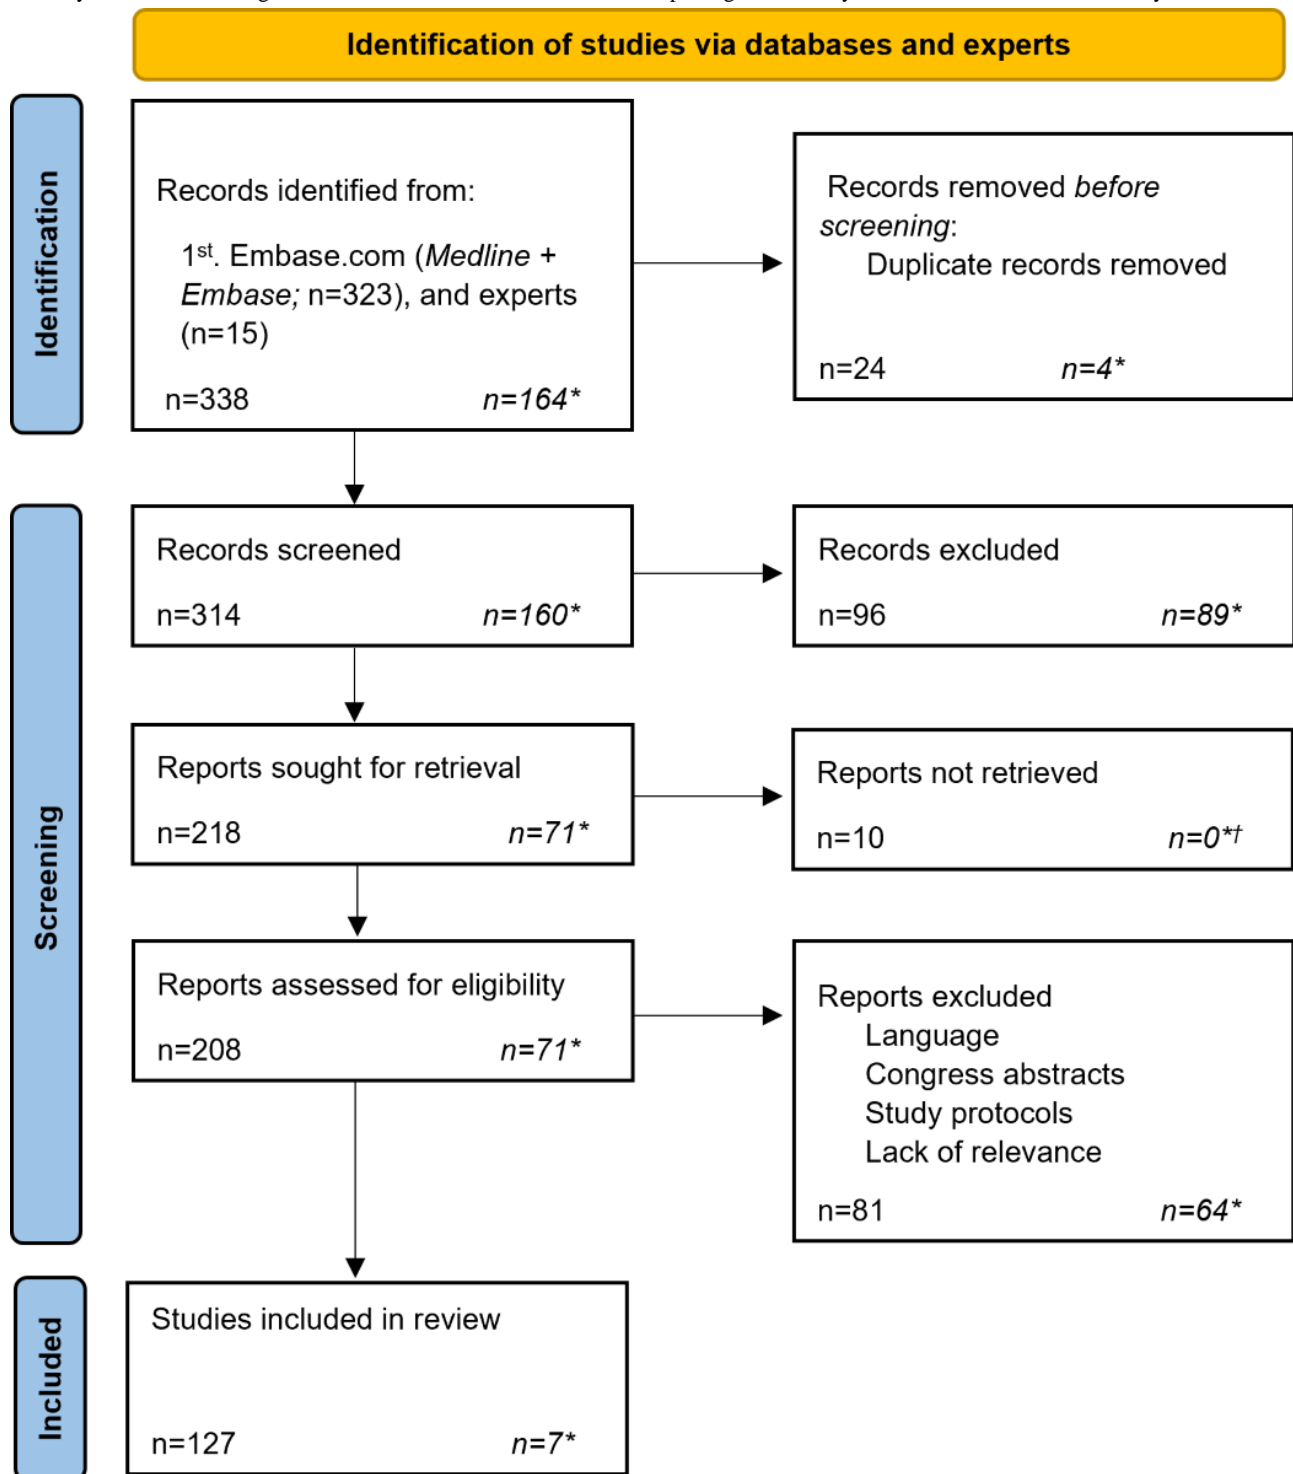 Identification of studies via databases and experts
Identification
Records identified from:
1st. Embase.com (Medline +
Embase; n=323), and experts
(n=15)
n=338 n=164*
Records removed before
screening:
Duplicate records removed
n=24 n=4*
Screening
Records screened
n=314 n=160*
Records excluded
n=96 n=89*
Reports sought for retrieval
n=218 n=71*
Reports not retrieved
n=10 n=0*†
Reports assessed for eligibility
n=208 n=71*
Reports excluded
Language
Congress abstracts
Study protocols
Lack of relevance
n=81 n=64*
Included
Studies included in review
n=127 n=7*